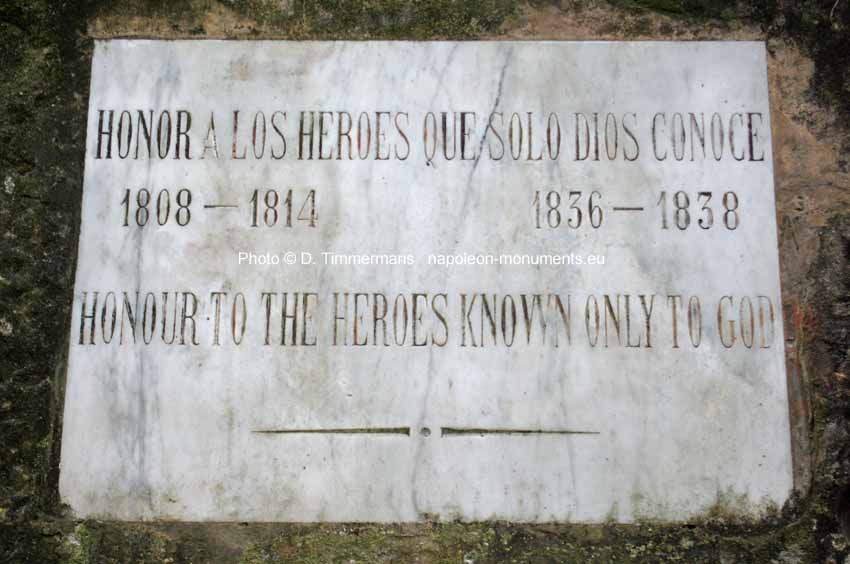 HONOR A LOS HEROES QUE SOLO DIOS CONOCE
1808 — 1814 1836 — 1838
Photo © D. Timmermans napoleon-monuments.eu
HONOUR TO THE HEROES KNOWN ONLY TO GOD